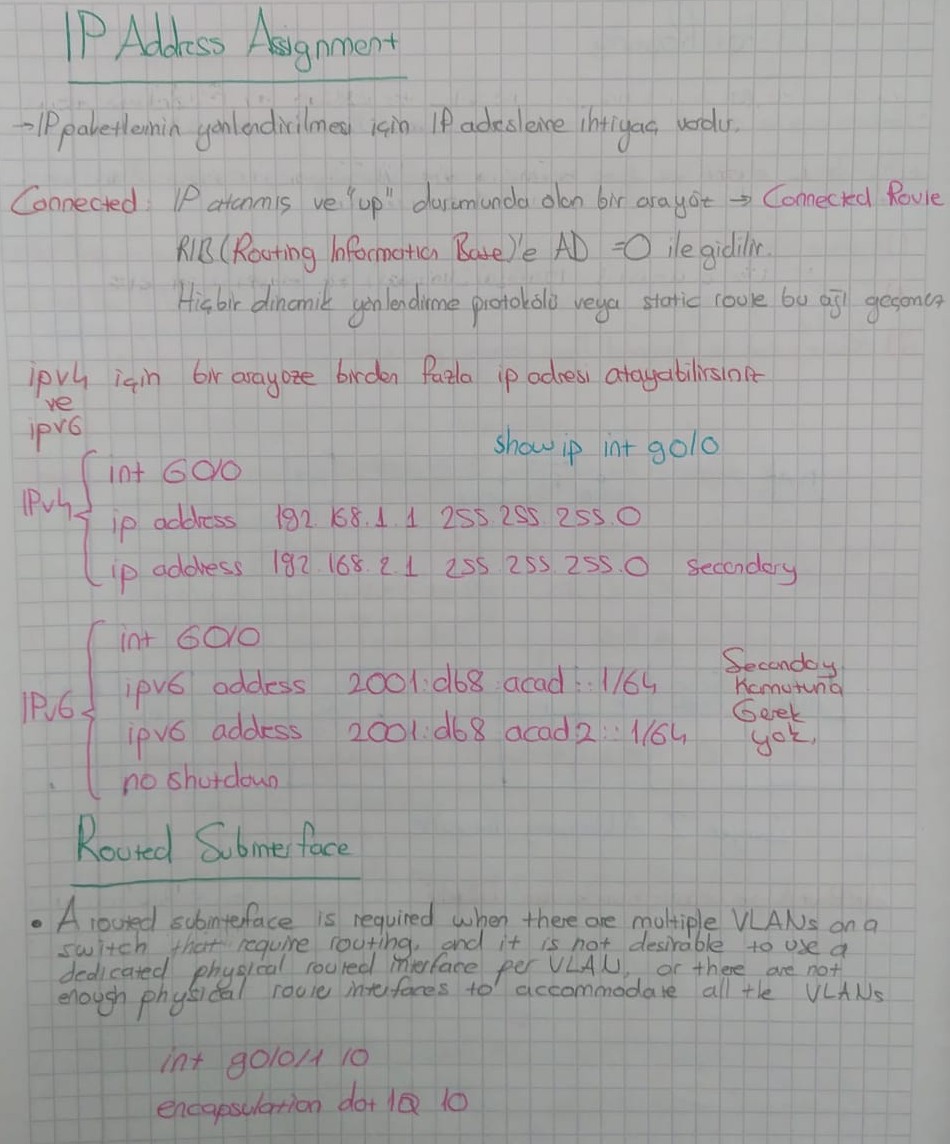 IP Address Assignment
→ IP paketlerinin yönlendirilmesi için IP adreslerine ihtiyaç vardır.
Connected: IP atanmıs ve "up" durumunda olan bir arayöz → Connected Route
RIB (Routing Information Base)'e AD =0 ile gidilir.
Hiçbir dinamik yönlendirme protokolü veya static route bu ağı geçemez
ipv4 için bir arayöze birden fazla ip adresi atayabilirsiniz
ve
ipv6
show ip int g0/0
int G0/0
IPv4
ip address 192.168.1.1 255.255.255.0
ip address 192.168.2.1 255.255.255.0 secondary
int G0/0
ipv6 address 2001:db8:acad::1/64
IPv6
ipv6 address 2001:db8:acad2::1/64
no shutdown
Secondary
Komutuna
Gerek
yok.
Routed Subinterface
• A routed subinterface is required when there are multiple VLANs on a
switch that require routing, and it is not desirable to use a
dedicated physical routed interface per VLAN, or there are not
enough physical route interfaces to accommodate all the VLANs
int g0/0/1.10
encapsulation dot1Q 10